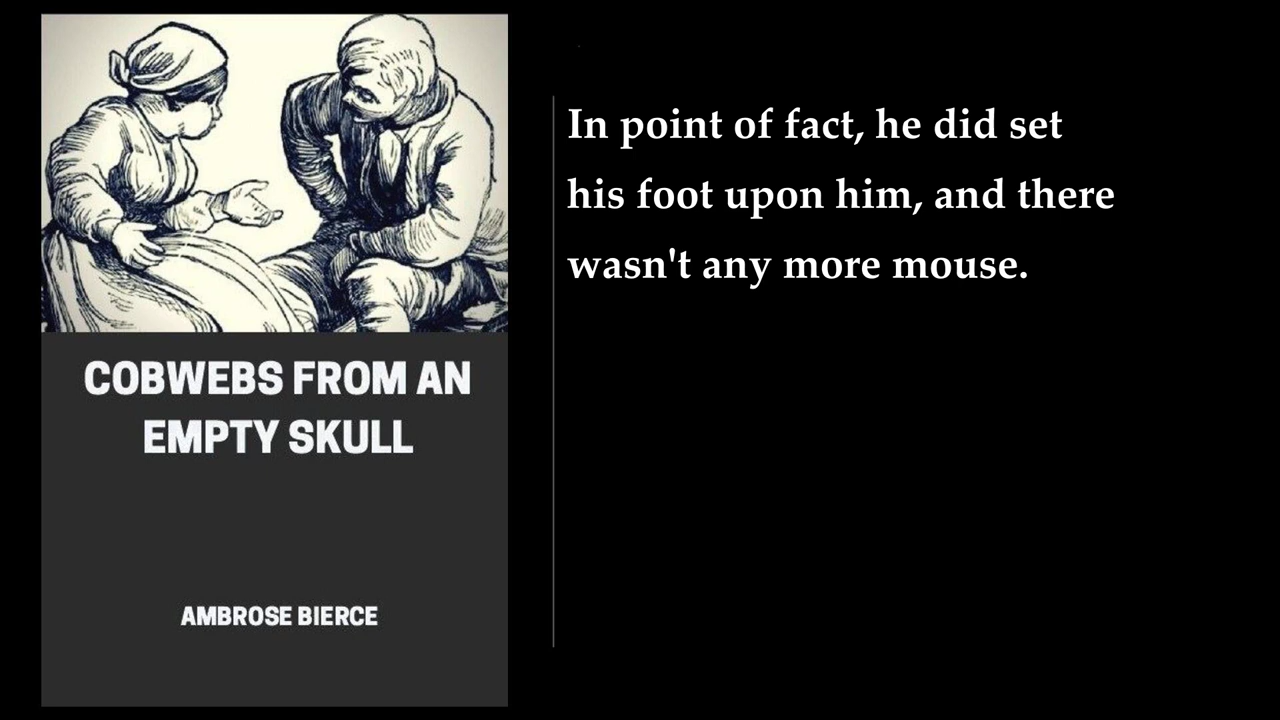 COBWEBS FROM AN
EMPTY SKULL
AMBROSE BIERCE
In point of fact, he did set
his foot upon him, and there
wasn't any more mouse.